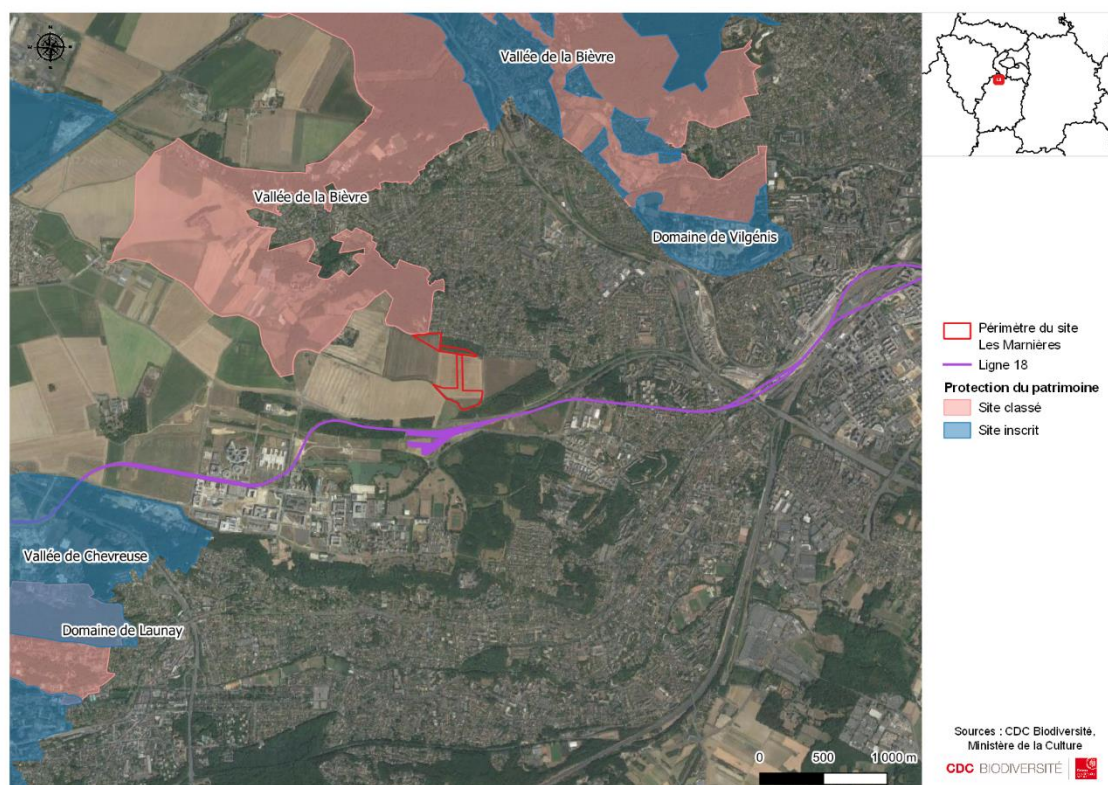 Vallée de la Bièvre
Vallée de la Bièvre
Domaine de Vilgénis
Vallée de Chevreuse
Domaine de Launay
0 500 1 000 m
Périmètre du site
Les Marnières
Ligne 18
Protection du patrimoine
Site classé
Site inscrit
Sources : CDC Biodiversité,
Ministère de la Culture
CDC BIODIVERSITÉ